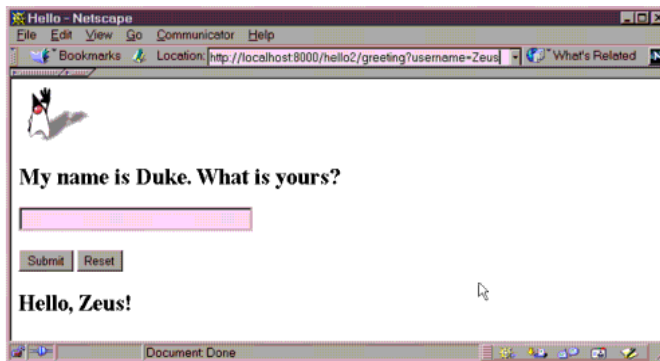 Hello - Netscape
File Edit View Go Communicator Help
Bookmarks Location: http://localhost:8000/hello2/greeting?username=Zeus What's Related N
My name is Duke. What is yours?
Submit Reset
Hello, Zeus!
Document: Done